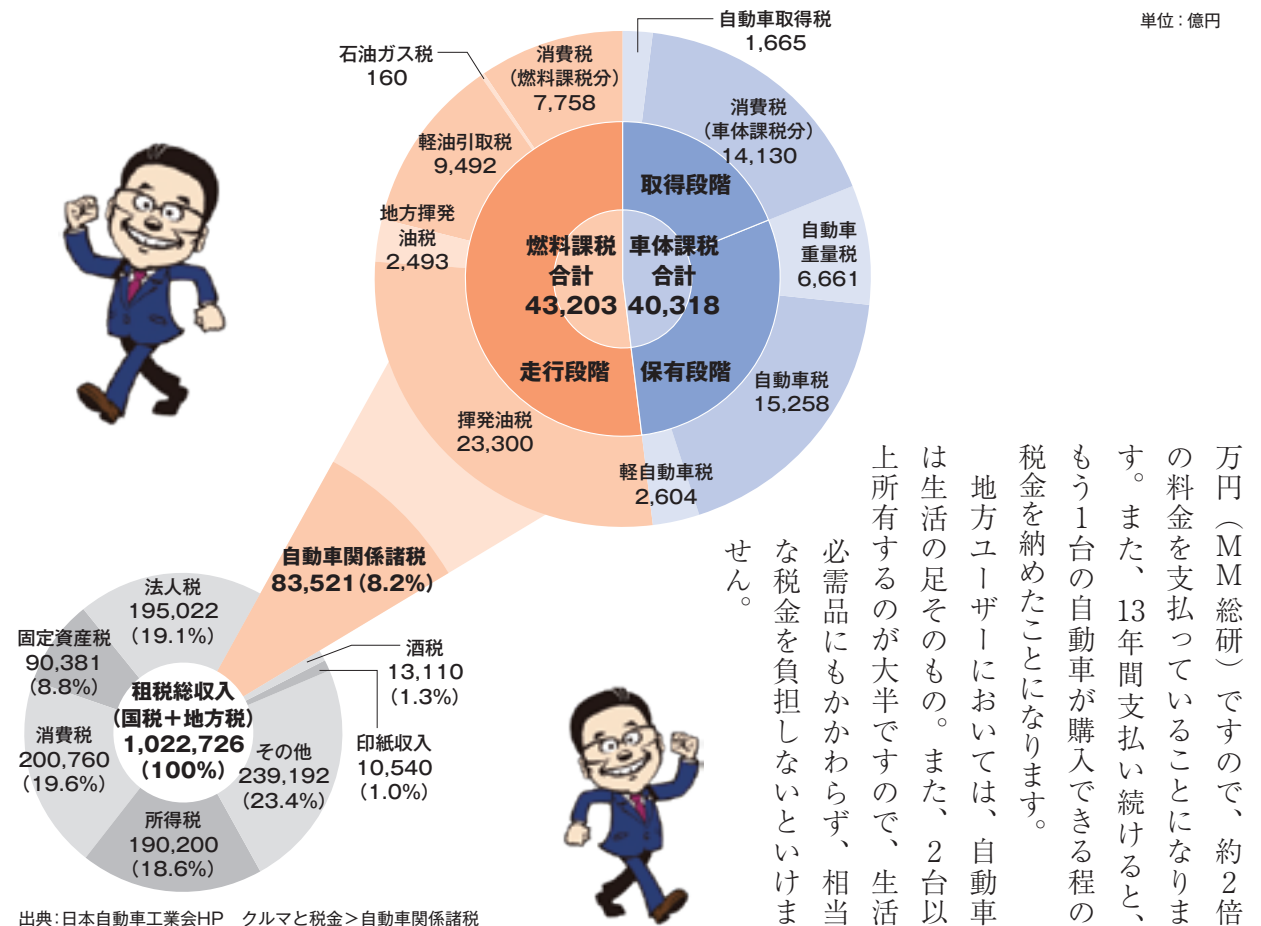 単位：億円
自動車取得税
1,665
石油ガス税
160
消費税
（燃料課税分）
7,758
消費税
（車体課税分）
14,130
軽油引取税
9,492
取得段階
地方揮発
油税
2,493
自動車
重量税
6,661
燃料課税
合計
43,203
車体課税
合計
40,318
走行段階
保有段階
自動車税
15,258
揮発油税
23,300
軽自動車税
2,604
自動車関係諸税
83,521（8.2%）
法人税
195,022
（19.1%）
固定資産税
90,381
（8.8%）
租税総収入
（国税＋地方税）
1,022,726
（100%）
消費税
200,760
（19.6%）
その他
239,192
（23.4%）
所得税
190,200
（18.6%）
酒税
13,110
（1.3%）
印紙収入
10,540
（1.0%）
出典：日本自動車工業会HP　クルマと税金＞自動車関係諸税
万円（ＭＭ総研）ですので、約２倍
の料金を支払っていることになりま
す。また、13年間支払い続けると、
もう１台の自動車が購入できる程の
税金を納めたことになります。
地方ユーザーにおいては、自動車
は生活の足そのもの。また、２台以
上所有するのが大半ですので、生活
必需品にもかかわらず、相当
な税金を負担しないといけま
せん。